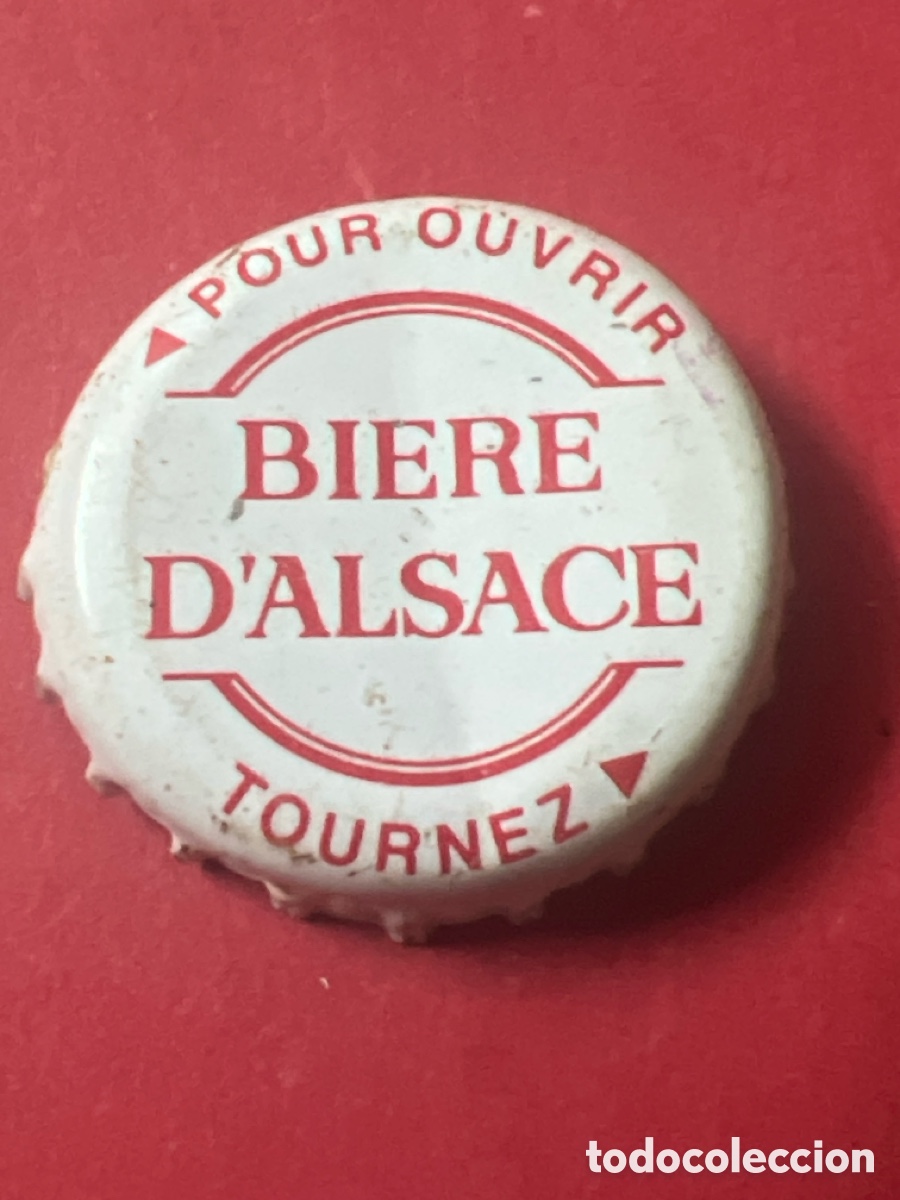 POUR OUVRIR
BIERE
D'ALSACE
TOURNEZ
todocoleccion